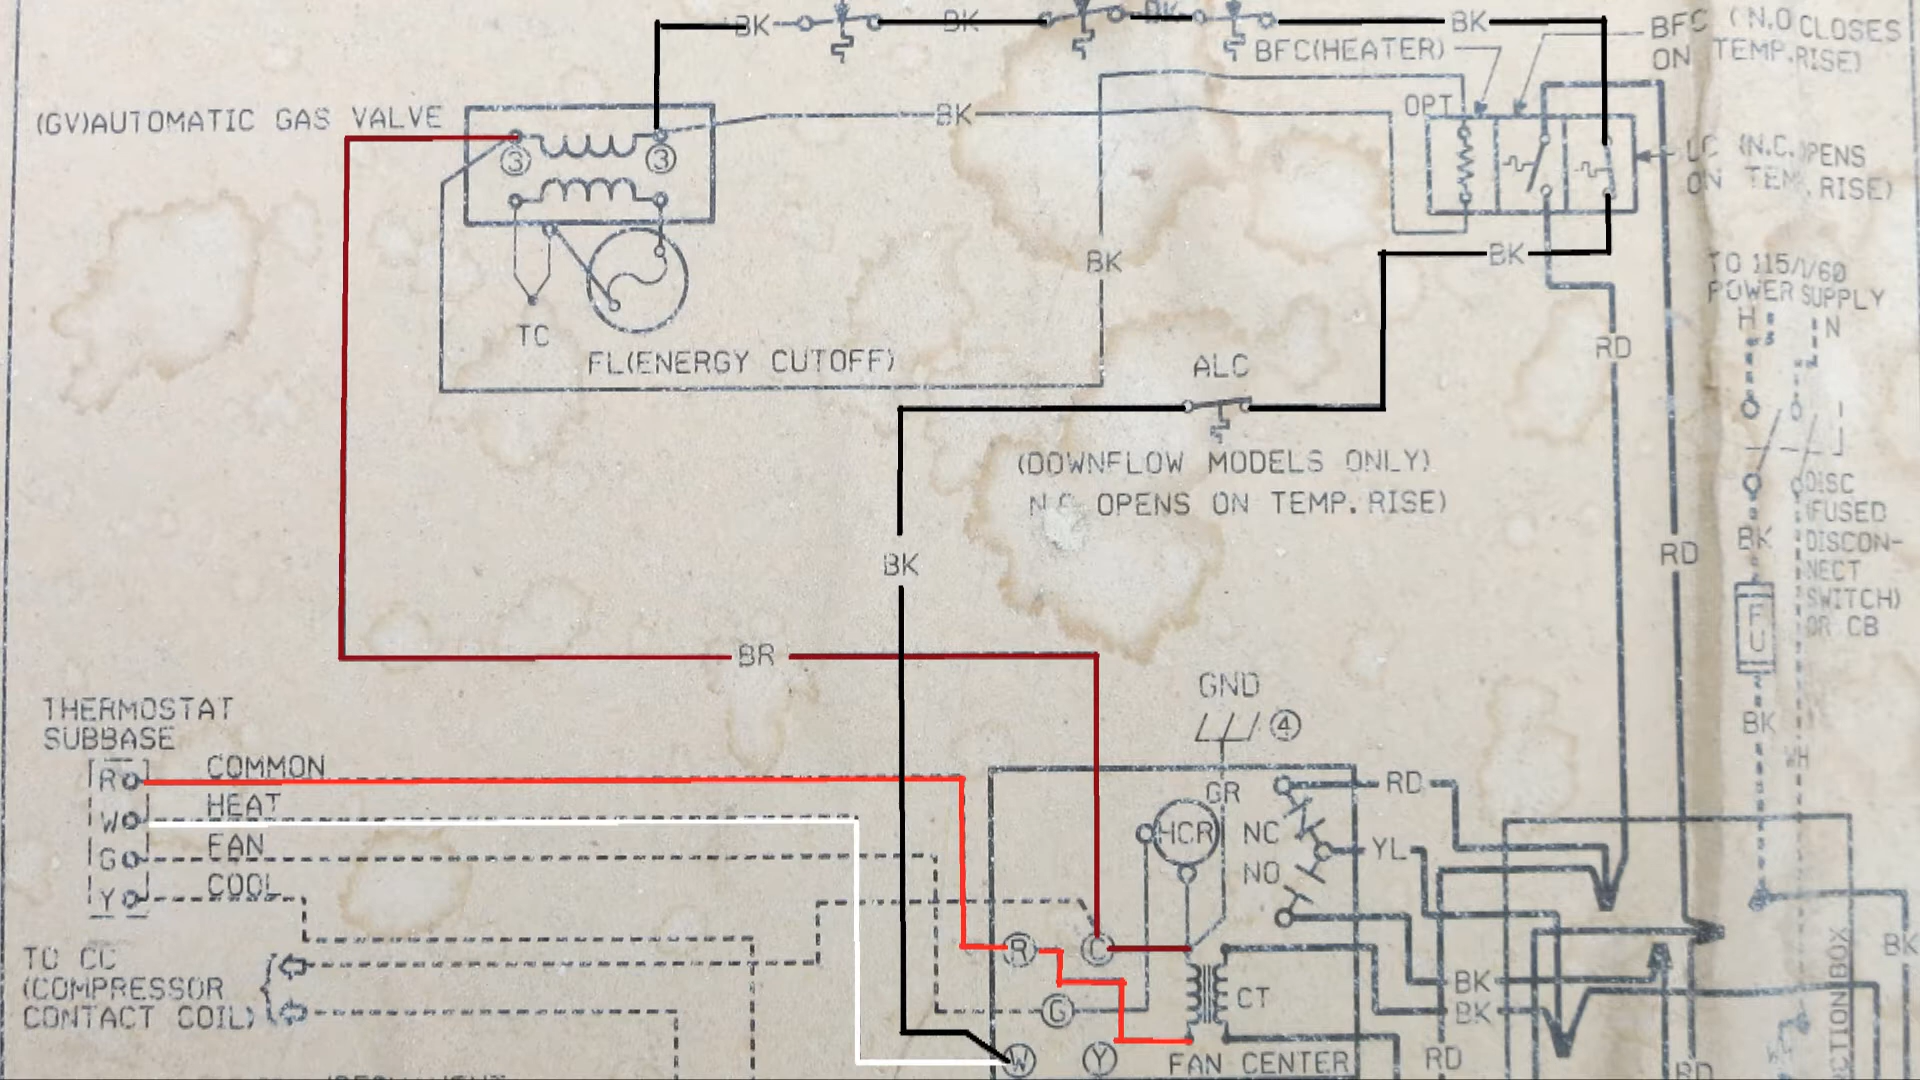 BK
BK
BK
BK
BFC (N.O CLOSES
ON TEMP.RISE)
BFC(HEATER)
(GV)AUTOMATIC GAS VALVE
BK
OPT
3
3
LC (N.C. OPENS
ON TEM. RISE)
BK
BK
TC
FL(ENERGY CUTOFF)
TO 115/1/60
POWER SUPPLY
H
N
RD
ALC
(DOWNFLOW MODELS ONLY)
OPENS ON TEMP.RISE)
DISC
(FUSED
DISCON-
NECT
SWITCH)
OR CB
BK
BK
RD
FU
BR
GND
4
BK
WH
THERMOSTAT
SUBBASE
R COMMON
W HEAT
G FAN
Y COOL
GR
RD
HCR
NC
YL
NO
R
C
TO CC
(COMPRESSOR
CONTACT COIL)
BK
BK
CT
G
BK
W
Y
FAN CENTER
RD
RD
CTION BOX